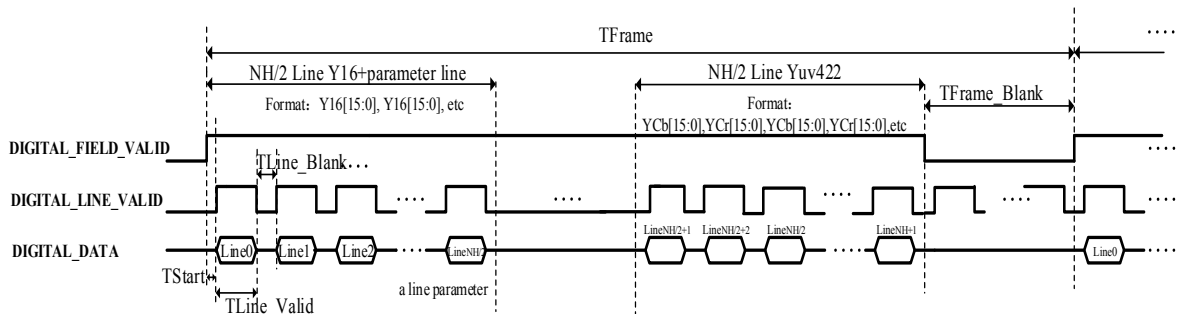 TFrame
····
NH/2 Line Y16+parameter line
NH/2 Line Yuv422
Format: Y16[15:0], Y16[15:0], etc
Format:
TFrame_Blank
YCb[15:0],YCr[15:0],YCb[15:0],YCr[15:0],etc
DIGITAL_FIELD_VALID
····
TLine_Blank···
DIGITAL_LINE_VALID
···· ···· ···· ···· ····
LineNH/2+1 LineNH/2+2 LineNH/2 LineNH+1
DIGITAL_DATA
Line0 Line1 Line2 ···· LineNH/2 ···· Line0 ····
TStart
a line parameter
TLine_Valid